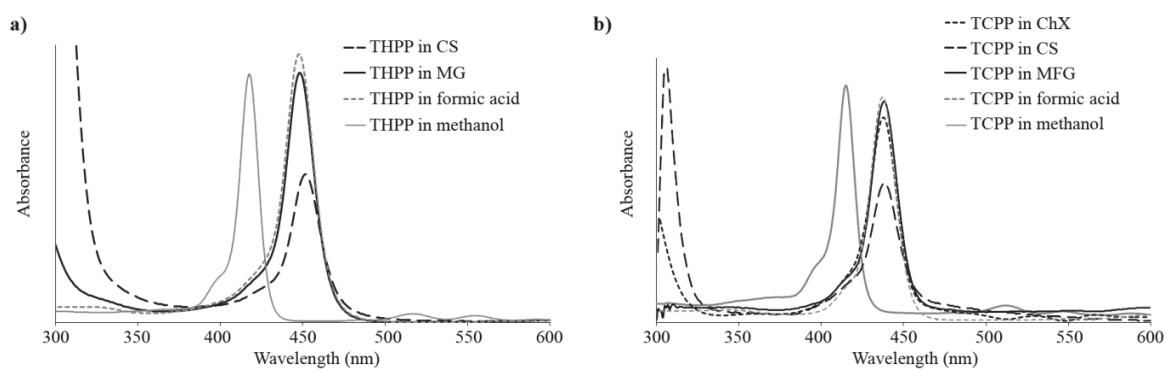 a)
THPP in CS
THPP in MG
THPP in formic acid
THPP in methanol
Absorbance
300 350 400 450 500 550 600
Wavelength (nm)
b)
TCPP in ChX
TCPP in CS
TCPP in MFG
TCPP in formic acid
TCPP in methanol
Absorbance
300 350 400 450 500 550 600
Wavelength (nm)